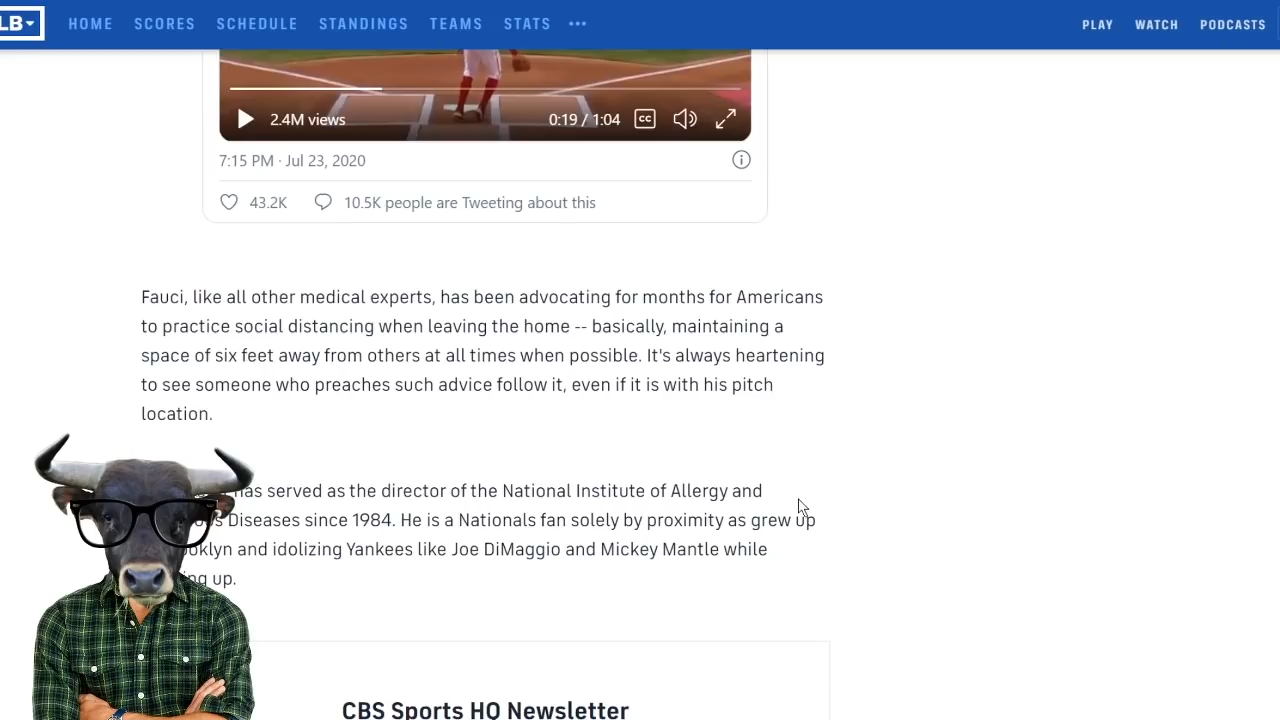 LB
HOME SCORES SCHEDULE STANDINGS TEAMS STATS ••• PLAY WATCH PODCASTS
2.4M views 0:19 / 1:04 CC
7:15 PM · Jul 23, 2020
43.2K 10.5K people are Tweeting about this
Fauci, like all other medical experts, has been advocating for months for Americans
to practice social distancing when leaving the home -- basically, maintaining a
space of six feet away from others at all times when possible. It's always heartening
to see someone who preaches such advice follow it, even if it is with his pitch
location.
has served as the director of the National Institute of Allergy and
Diseases since 1984. He is a Nationals fan solely by proximity as grew up
and idolizing Yankees like Joe DiMaggio and Mickey Mantle while
up.
CBS Sports HQ Newsletter